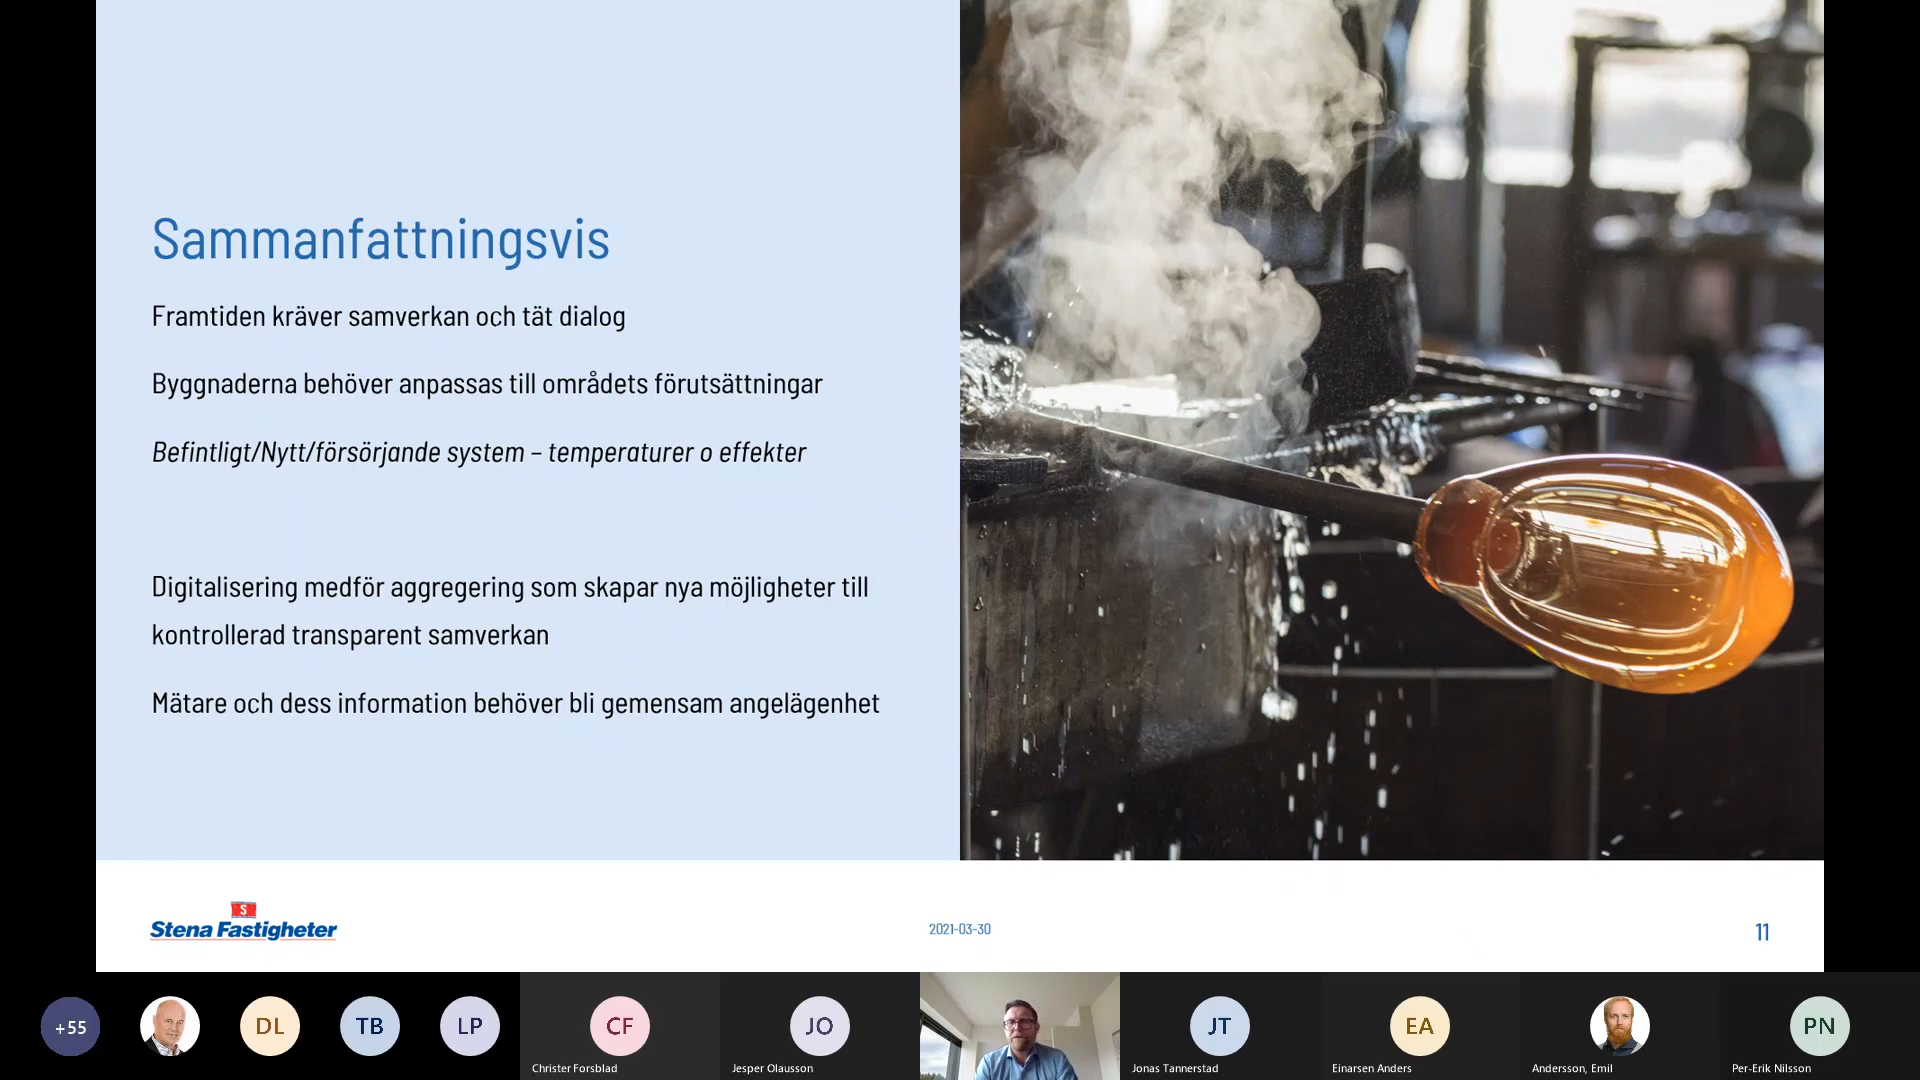 Sammanfattningsvis
Framtiden kräver samverkan och tät dialog
Byggnaderna behöver anpassas till områdets förutsättningar
Befintligt/Nytt/försörjande system – temperaturer o effekter
Digitalisering medför aggregering som skapar nya möjligheter till
kontrollerad transparent samverkan
Mätare och dess information behöver bli gemensam angelägenhet
S
Stena Fastigheter
2021-03-30
11
+55
DL
TB
LP
CF
JO
JT
EA
PN
Christer Forsblad
Jesper Olausson
Jonas Tannerstad
Einarsen Anders
Andersson, Emil
Per-Erik Nilsson